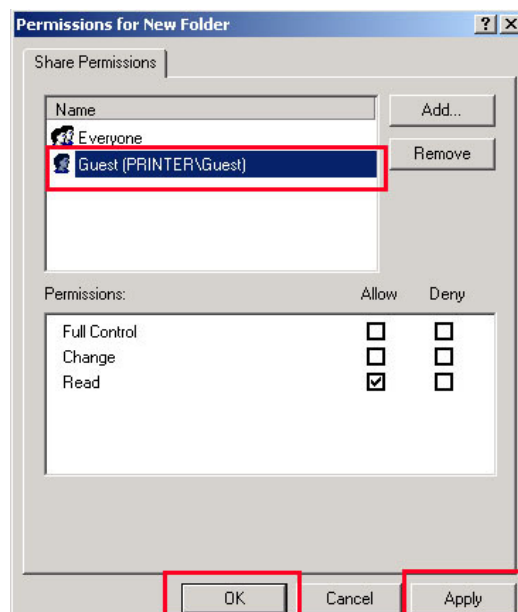 Permissions for New Folder
Share Permissions
Name
Add...
Everyone
Guest (PRINTER\Guest)
Remove
Permissions: Allow Deny
Full Control
Change
Read
OK Cancel Apply